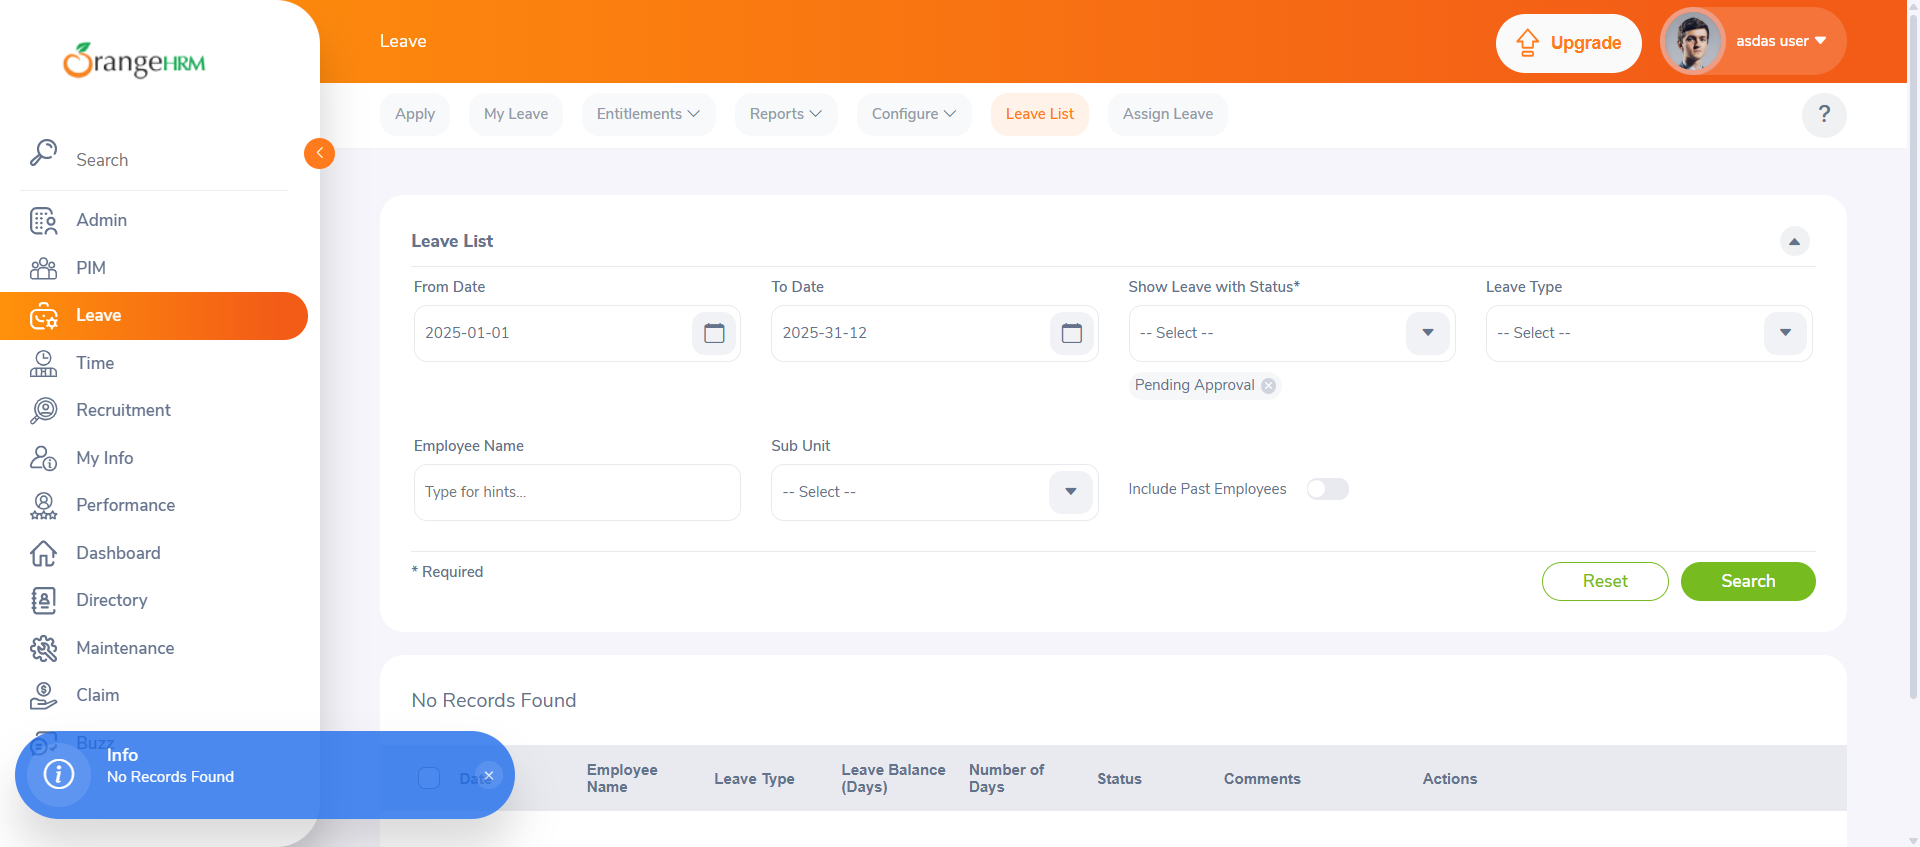 OrangeHRM
Leave
Upgrade
asdas user
Search
Admin
PIM
Leave
Time
Recruitment
My Info
Performance
Dashboard
Directory
Maintenance
Claim
Buzz
Apply
My Leave
Entitlements
Reports
Configure
Leave List
Assign Leave
?
Leave List
From Date
To Date
Show Leave with Status*
Leave Type
2025-01-01
2025-31-12
-- Select --
-- Select --
Pending Approval
Employee Name
Sub Unit
Type for hints...
-- Select --
Include Past Employees
* Required
Reset
Search
No Records Found
Date
Employee Name
Leave Type
Leave Balance (Days)
Number of Days
Status
Comments
Actions
Info
No Records Found